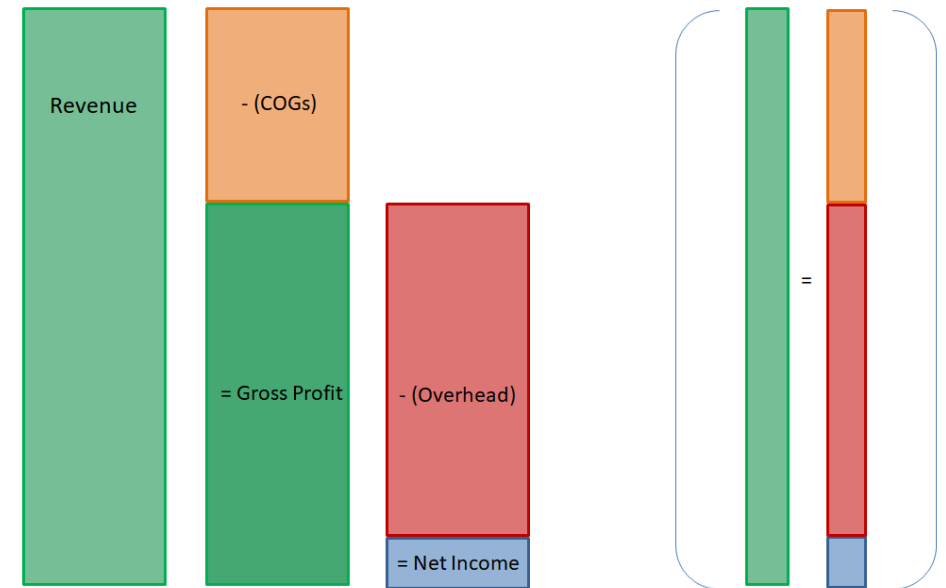 Revenue
- (COGs)
= Gross Profit
- (Overhead)
= Net Income
=